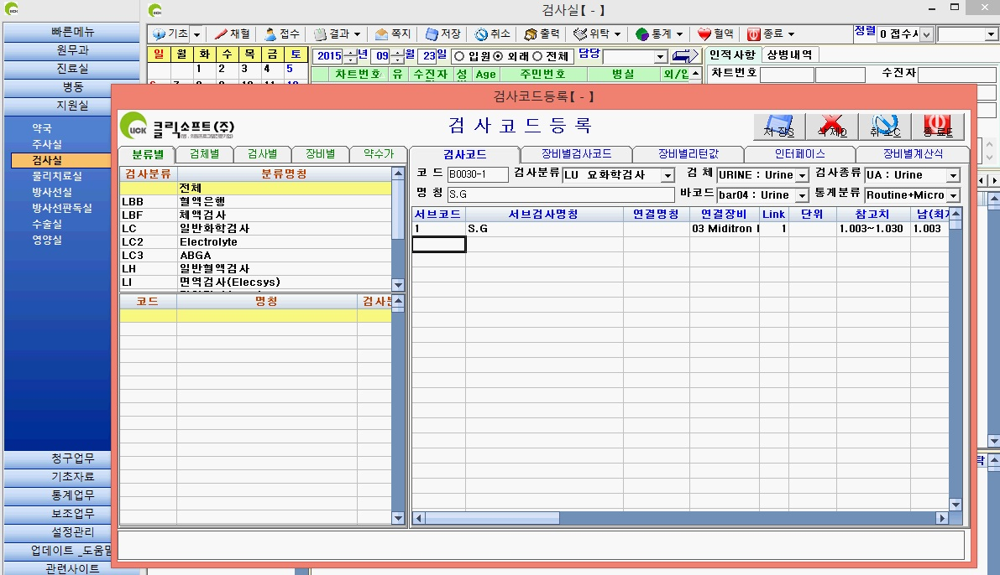 검사실【 - 】
빠른메뉴
원무과
진료실
병동
지원실
약국
주사실
검사실
물리치료실
방사선실
방사선판독실
수술실
영양실
청구업무
기초자료
통계업무
보조업무
설정관리
업데이트 _도움말
관련사이트
기초 채혈 접수 결과 쪽지 저장 취소 출력 위탁 통계 혈액 종료
정렬 0 접수시
일 월 화 수 목 금 토
1 2 3 4 5
2015 년 09 월 23 일 입원 외래 전체 담당
차트번호 유 수진자 성 Age 주민번호 병실 외/입
인적사항 상병내역
차트번호 수진자
검사코드등록【 - 】
UCK 클릭소프트(주)
검 사 코 드 등 록
저 장S 삭 제D 취 소C 종 료E
분류별 검체별 검사별 장비별 약수가
검사분류 분류명칭
전체
LBB 혈액은행
LBF 체액검사
LC 일반화학검사
LC2 Electrolyte
LC3 ABGA
LH 일반혈액검사
LI 면역검사(Elecsys)
코드 명칭 검사분
검사코드 장비별검사코드 장비별리턴값 인터페이스 장비별계산식
코 드 B0030-1 검사분류 LU 요화학검사 검 체 URINE : Urine 검사종류 UA : Urine
명 칭 S.G 바코드 bar04 : Urine 통계분류 Routine+Micro
서브코드 서브검사명칭 연결명칭 연결장비 Link 단위 참고치 남(최저
1 S.G 03 Miditron 1 1.003~1.030 1.003